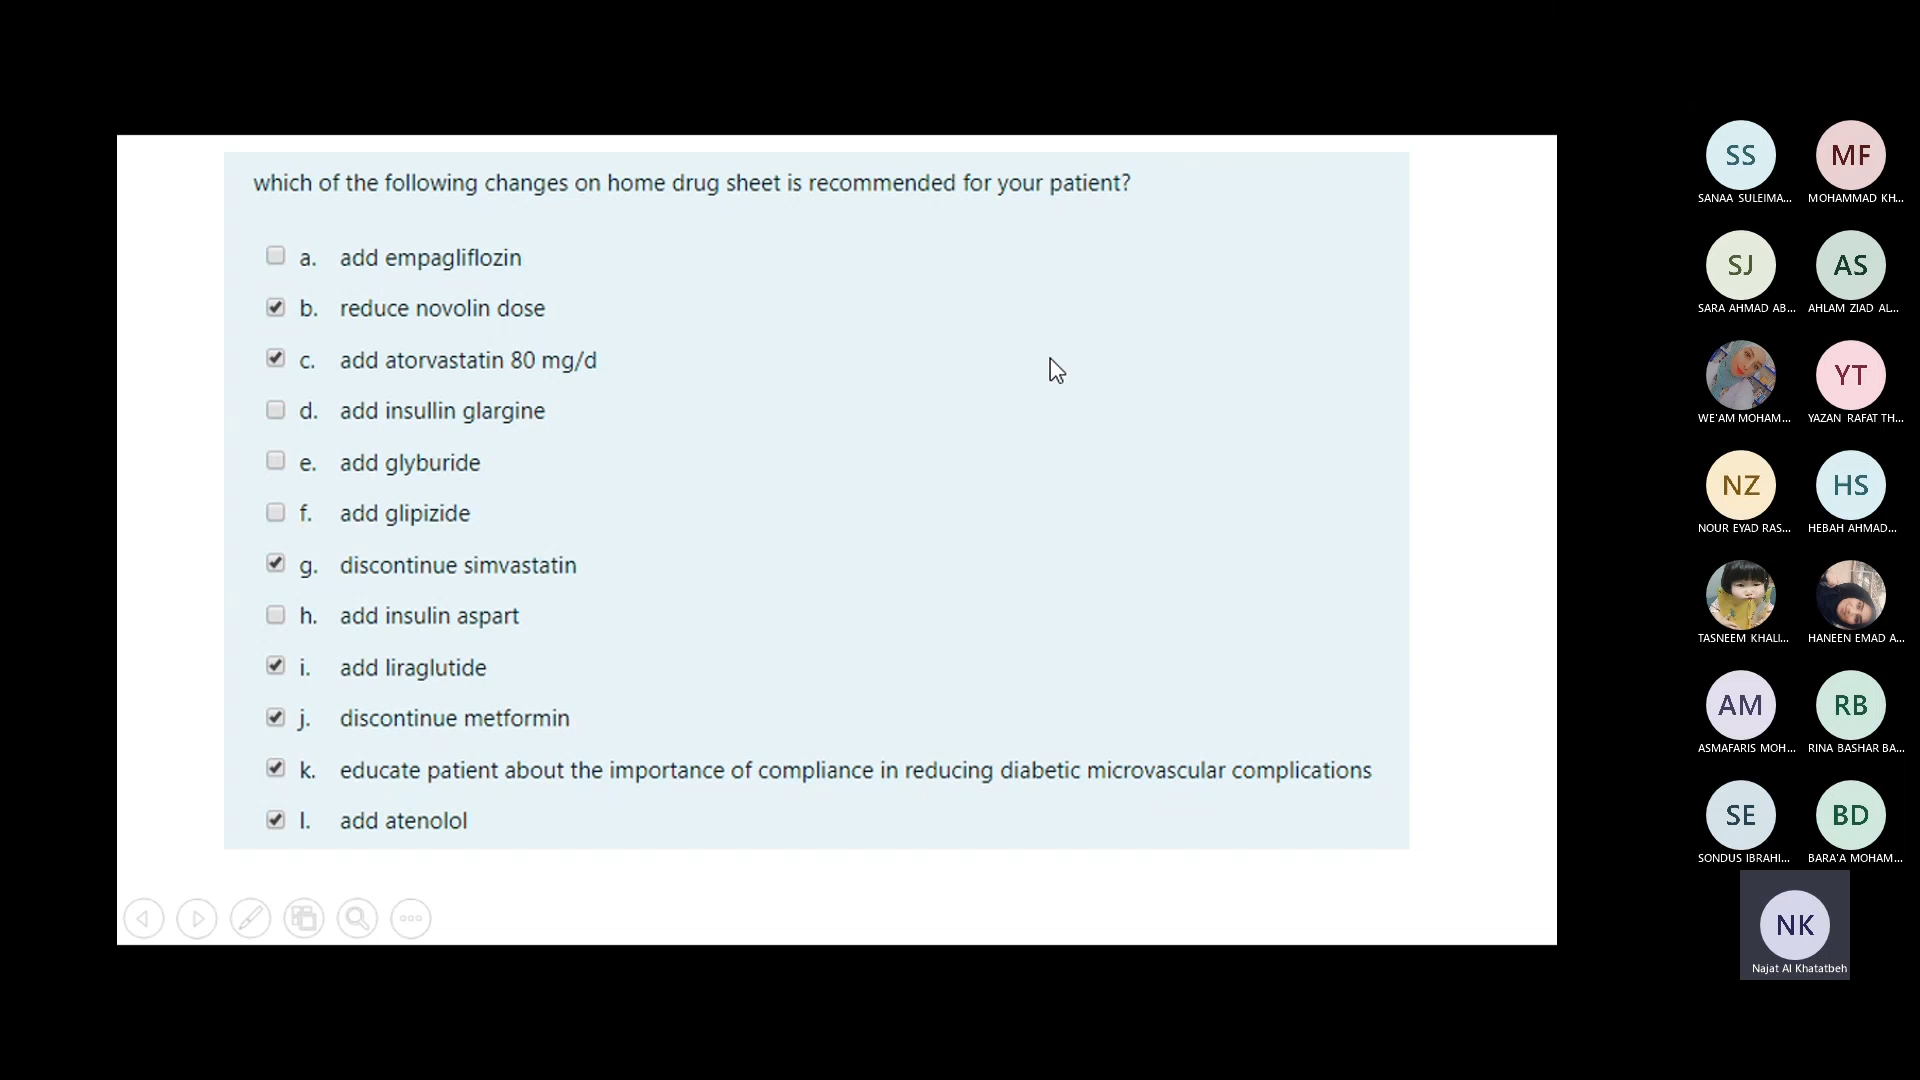 which of the following changes on home drug sheet is recommended for your patient?
a. add empagliflozin
b. reduce novolin dose
c. add atorvastatin 80 mg/d
d. add insullin glargine
e. add glyburide
f. add glipizide
g. discontinue simvastatin
h. add insulin aspart
i. add liraglutide
j. discontinue metformin
k. educate patient about the importance of compliance in reducing diabetic microvascular complications
l. add atenolol
SS
SANAA SULEIMA...
MF
MOHAMMAD KH...
SJ
SARA AHMAD AB...
AS
AHLAM ZIAD AL...
WE'AM MOHAM...
YT
YAZAN RAFAT TH...
NZ
NOUR EYAD RAS...
HS
HEBAH AHMAD...
TASNEEM KHALI...
HANEEN EMAD A...
AM
ASMAFARIS MOH...
RB
RINA BASHAR BA...
SE
SONDUS IBRAHI...
BD
BARA'A MOHAM...
NK
Najat Al Khatatbeh